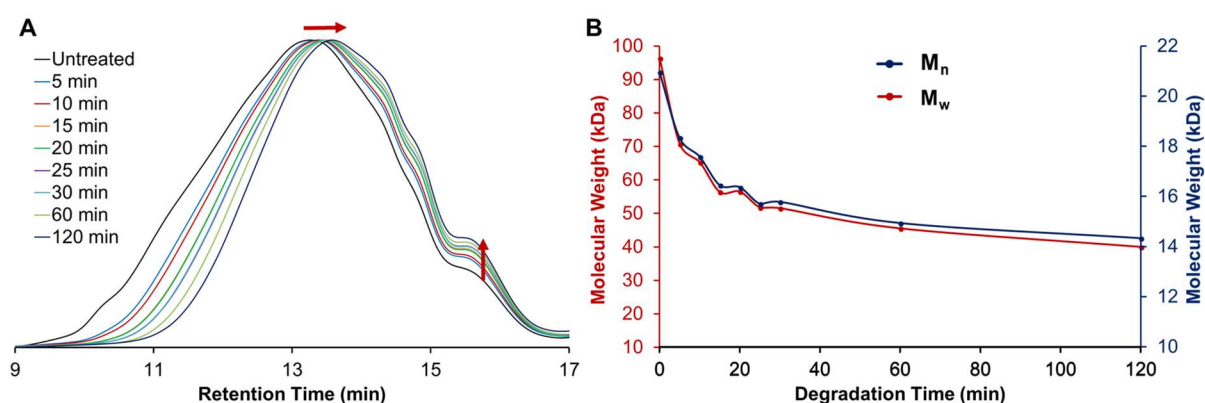 A
Untreated
5 min
10 min
15 min
20 min
25 min
30 min
60 min
120 min
9
11
13
15
17
Retention Time (min)
B
Mn
Mw
Molecular Weight (kDa)
100
90
80
70
60
50
40
30
20
10
0
20
40
60
80
100
120
Degradation Time (min)
22
20
18
16
14
12
10
Molecular Weight (kDa)